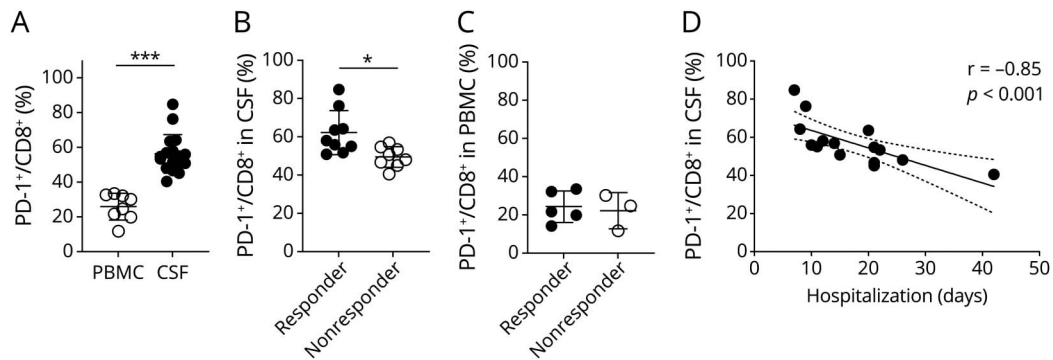 A
PD-1⁺/CD8⁺ (%)
100
80
60
40
20
0
***
PBMC CSF
B
PD-1⁺/CD8⁺ in CSF (%)
100
80
60
40
20
0
*
Responder
Nonresponder
C
PD-1⁺/CD8⁺ in PBMC (%)
100
80
60
40
20
0
Responder
Nonresponder
D
PD-1⁺/CD8⁺ in CSF (%)
100
80
60
40
20
0
r = –0.85
p < 0.001
0 10 20 30 40 50
Hospitalization (days)